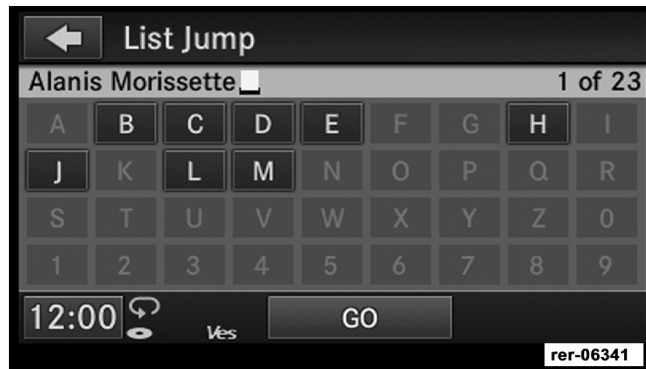 List Jump
Alanis Morissette 1 of 23
A B C D E F G H I
J K L M N O P Q R
S T U V W X Y Z 0
1 2 3 4 5 6 7 8 9
12:00 Ves GO
rer-06341